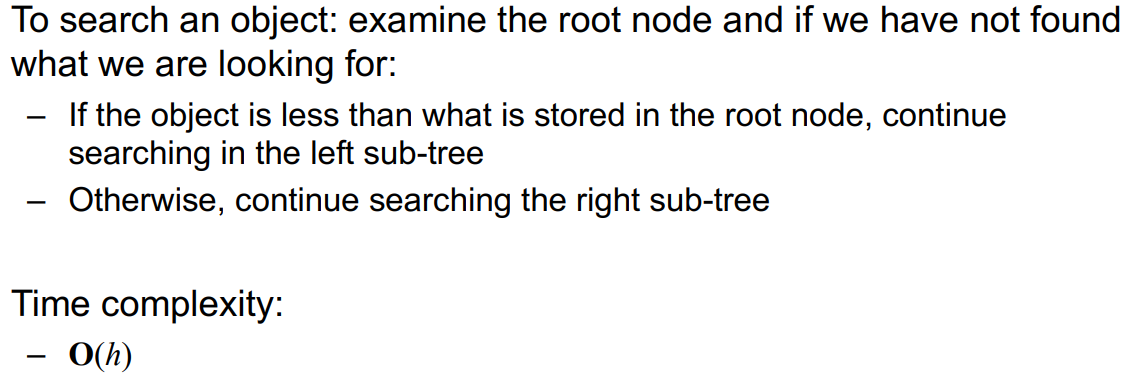 To search an object: examine the root node and if we have not found
what we are looking for:
– If the object is less than what is stored in the root node, continue
searching in the left sub-tree
– Otherwise, continue searching the right sub-tree
Time complexity:
– O(h)